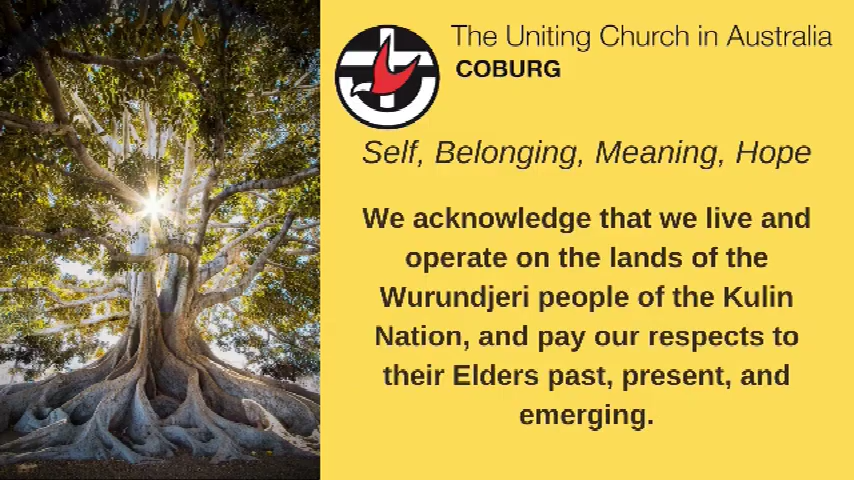 The Uniting Church in Australia
COBURG
Self, Belonging, Meaning, Hope
We acknowledge that we live and
operate on the lands of the
Wurundjeri people of the Kulin
Nation, and pay our respects to
their Elders past, present, and
emerging.